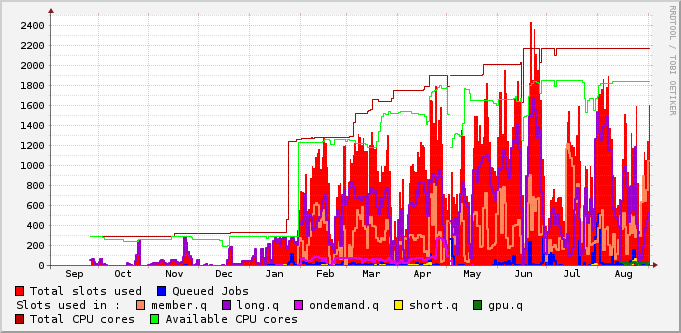 2400
2200
2000
1800
1600
1400
1200
1000
800
600
400
200
0
Sep Oct Nov Dec Jan Feb Mar Apr May Jun Jul Aug
RRDTOOL / TOBI OETIKER
Total slots used Queued Jobs
Slots used in : member.q long.q ondemand.q short.q gpu.q
Total CPU cores Available CPU cores